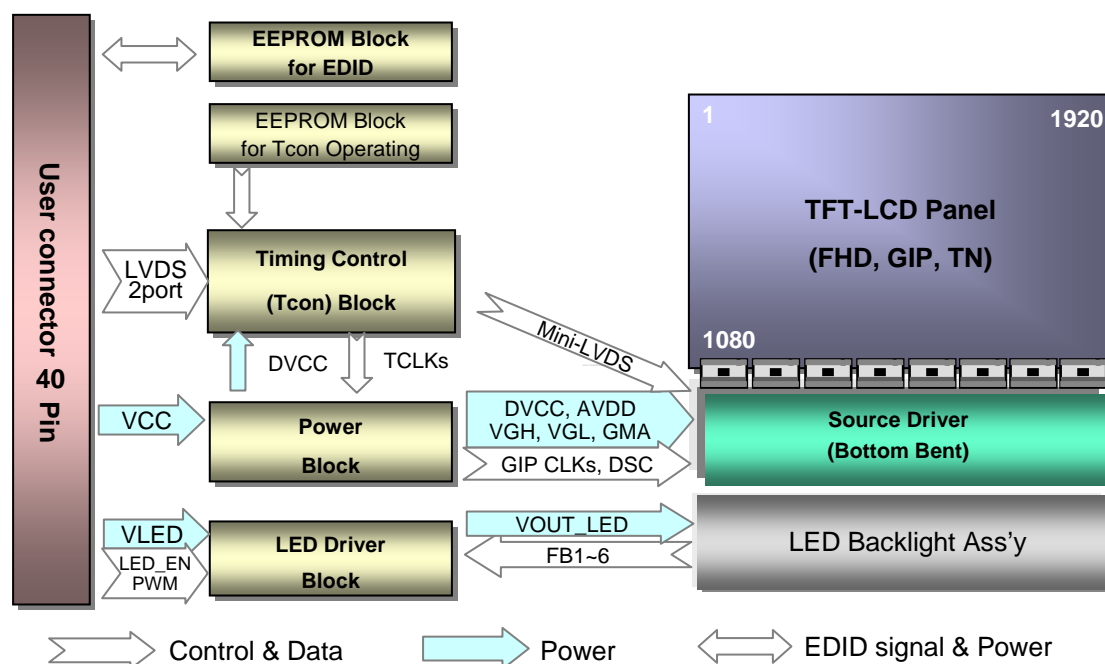 User connector 40 Pin
EEPROM Block
for EDID
EEPROM Block
for Tcon Operating
LVDS
2port
Timing Control
(Tcon) Block
DVCC
TCLKs
VCC
Power
Block
VLED
LED_EN
PWM
LED Driver
Block
Mini-LVDS
DVCC, AVDD
VGH, VGL, GMA
GIP CLKs, DSC
VOUT_LED
FB1~6
1
1920
TFT-LCD Panel
(FHD, GIP, TN)
1080
Source Driver
(Bottom Bent)
LED Backlight Ass'y
Control & Data
Power
EDID signal & Power